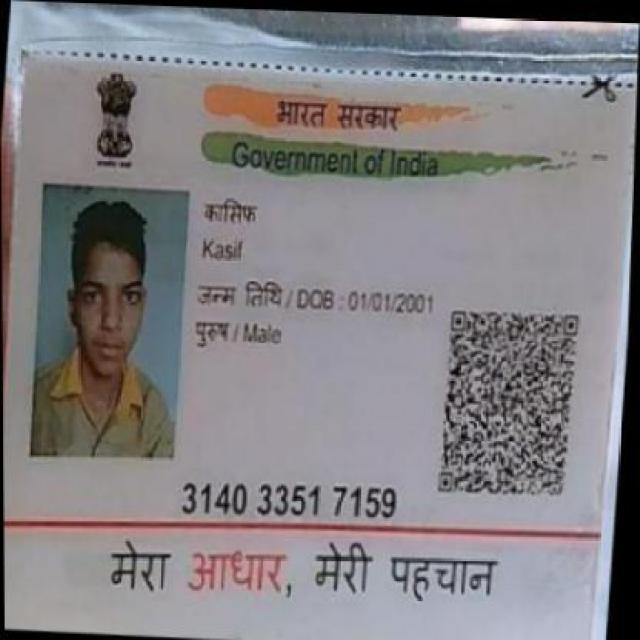 भारत सरकार
Government of India
कासिफ
Kasif
जन्म तिथि / DOB : 01/01/2001
पुरुष / Male
3140 3351 7159
मेरा आधार, मेरी पहचान